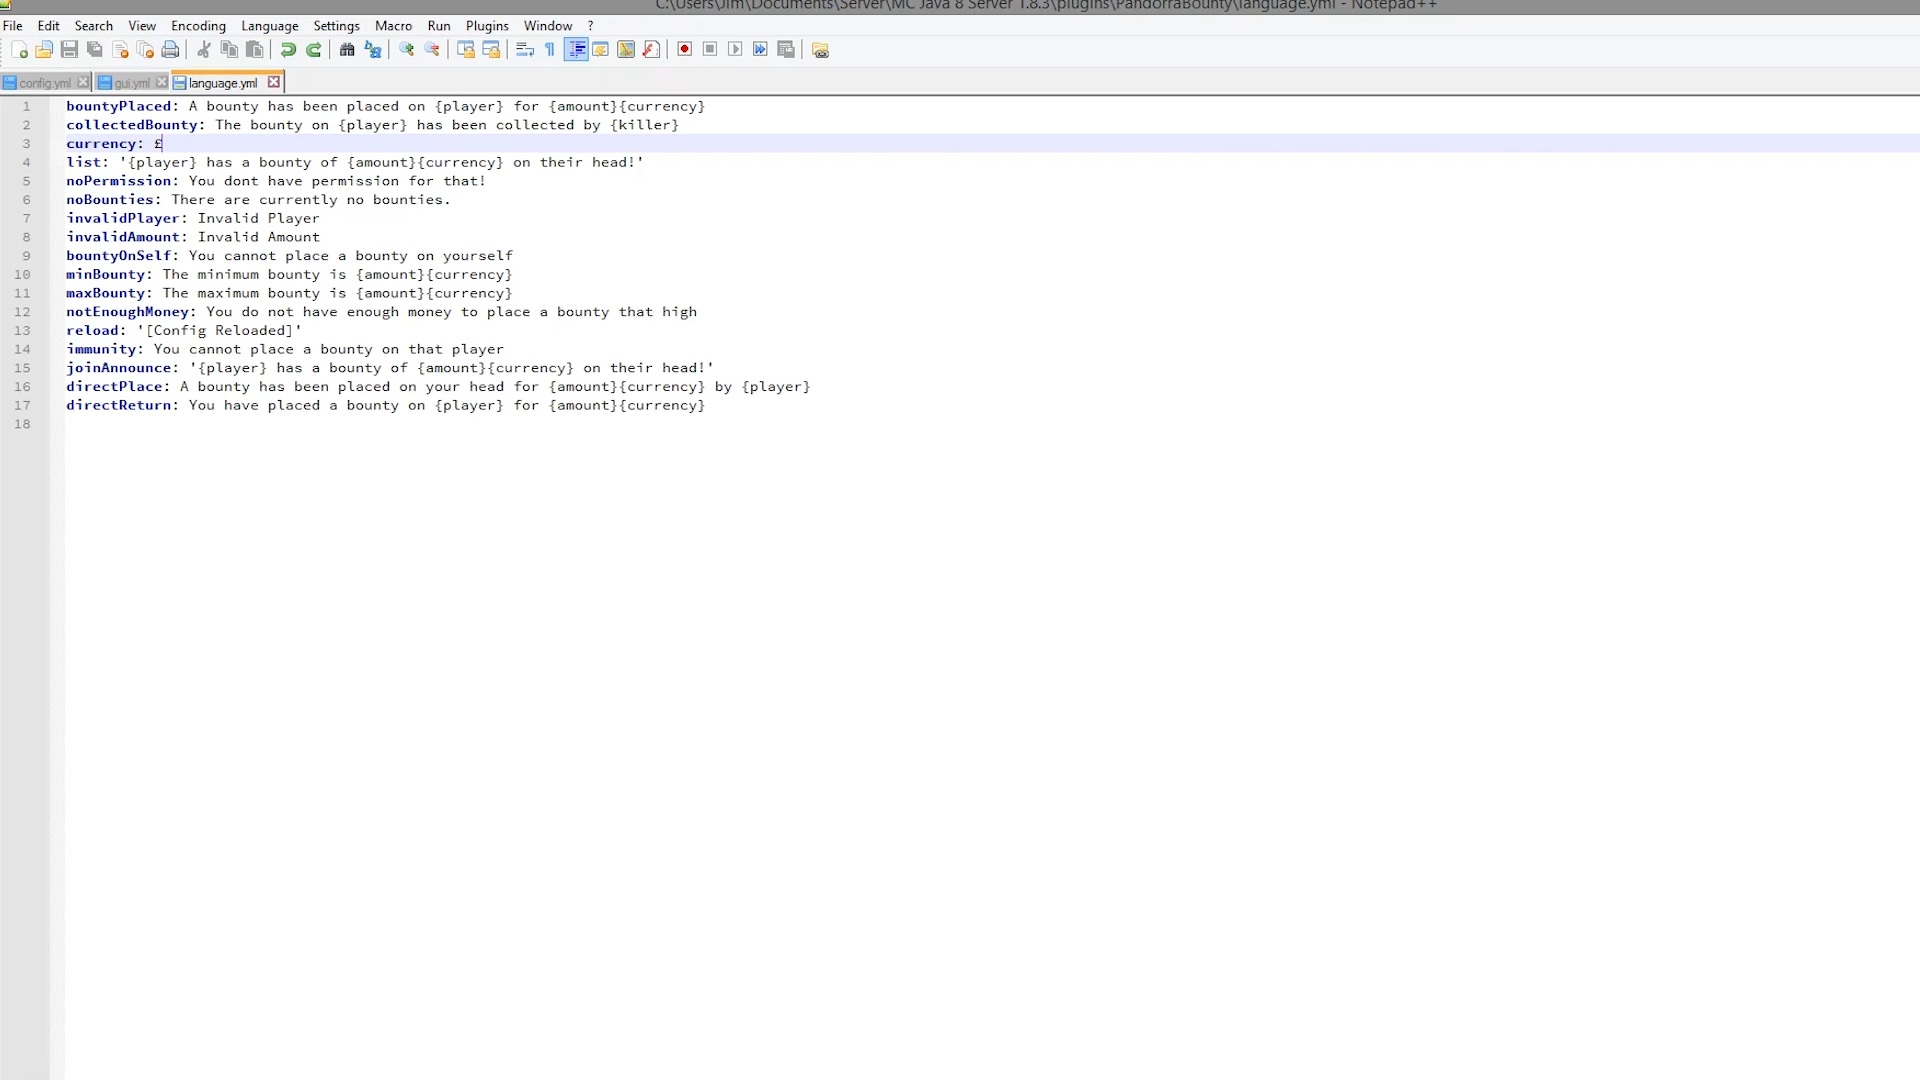 C:\Users\Jim\Documents\Server\MC Java 8 Server 1.8.3\plugins\PandorraBounty\language.yml - Notepad++
File Edit Search View Encoding Language Settings Macro Run Plugins Window ?
config.yml gui.yml language.yml
1 bountyPlaced: A bounty has been placed on {player} for {amount}{currency}
2 collectedBounty: The bounty on {player} has been collected by {killer}
3 currency: £
4 list: '{player} has a bounty of {amount}{currency} on their head!'
5 noPermission: You dont have permission for that!
6 noBounties: There are currently no bounties.
7 invalidPlayer: Invalid Player
8 invalidAmount: Invalid Amount
9 bountyOnSelf: You cannot place a bounty on yourself
10 minBounty: The minimum bounty is {amount}{currency}
11 maxBounty: The maximum bounty is {amount}{currency}
12 notEnoughMoney: You do not have enough money to place a bounty that high
13 reload: '[Config Reloaded]'
14 immunity: You cannot place a bounty on that player
15 joinAnnounce: '{player} has a bounty of {amount}{currency} on their head!'
16 directPlace: A bounty has been placed on your head for {amount}{currency} by {player}
17 directReturn: You have placed a bounty on {player} for {amount}{currency}
18